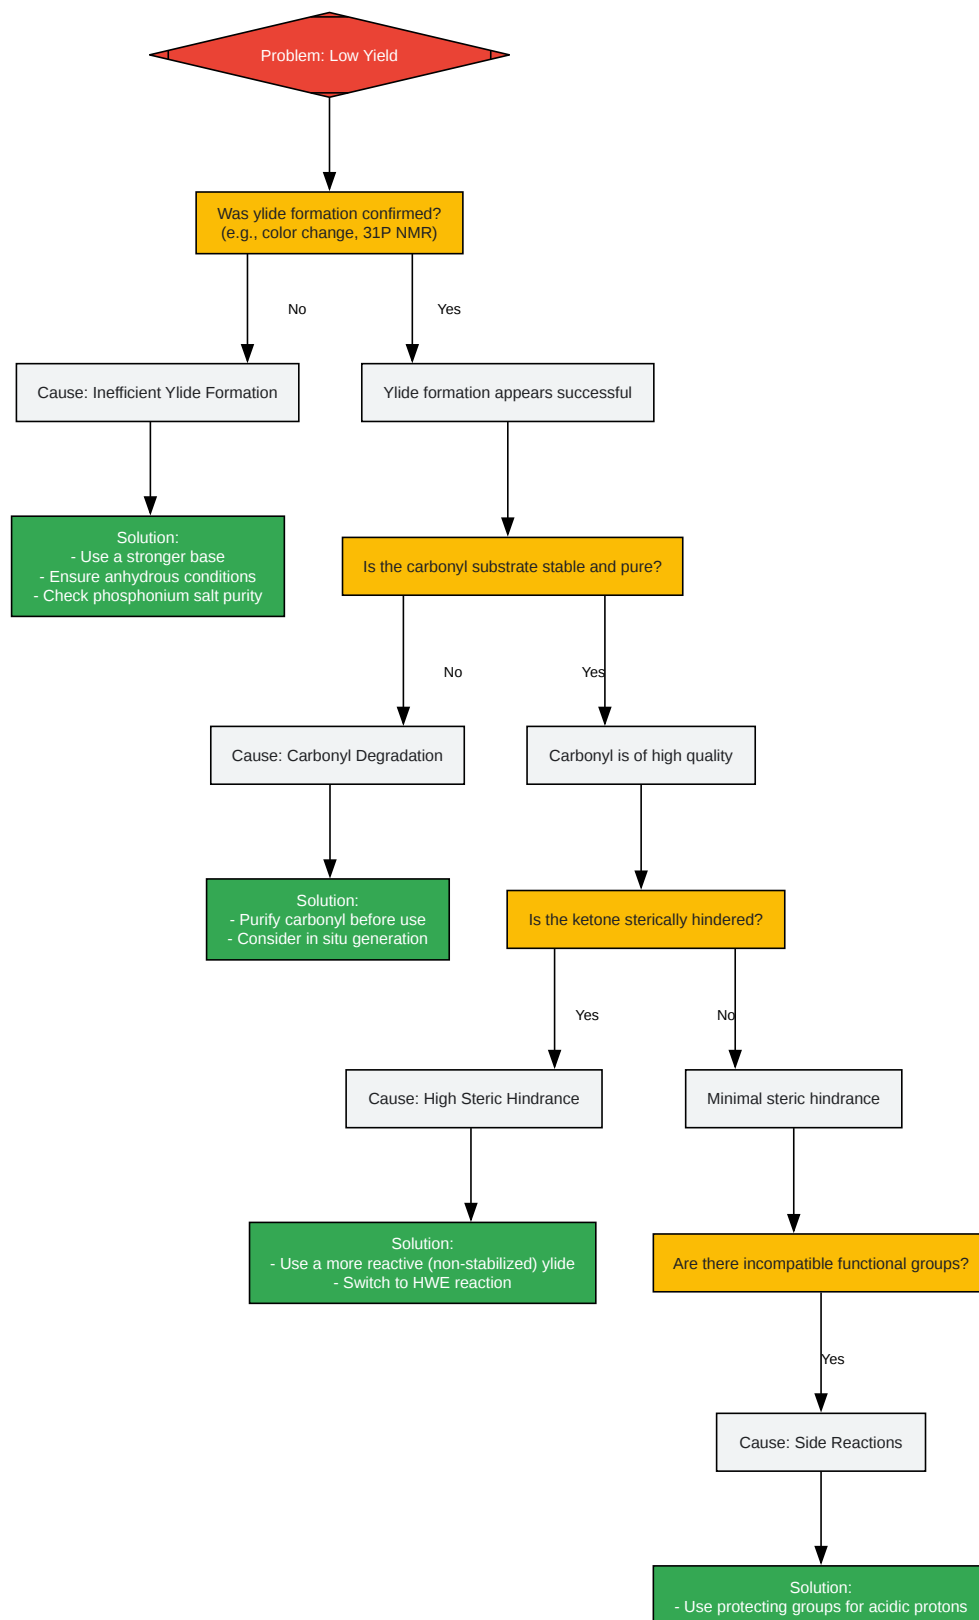 Problem: Low Yield
Was ylide formation confirmed?
(e.g., color change, 31P NMR)
No
Yes
Cause: Inefficient Ylide Formation
Ylide formation appears successful
Solution:
- Use a stronger base
- Ensure anhydrous conditions
- Check phosphonium salt purity
Is the carbonyl substrate stable and pure?
No
Yes
Cause: Carbonyl Degradation
Carbonyl is of high quality
Solution:
- Purify carbonyl before use
- Consider in situ generation
Is the ketone sterically hindered?
Yes
No
Cause: High Steric Hindrance
Minimal steric hindrance
Solution:
- Use a more reactive (non-stabilized) ylide
- Switch to HWE reaction
Are there incompatible functional groups?
Yes
Cause: Side Reactions
Solution:
- Use protecting groups for acidic protons